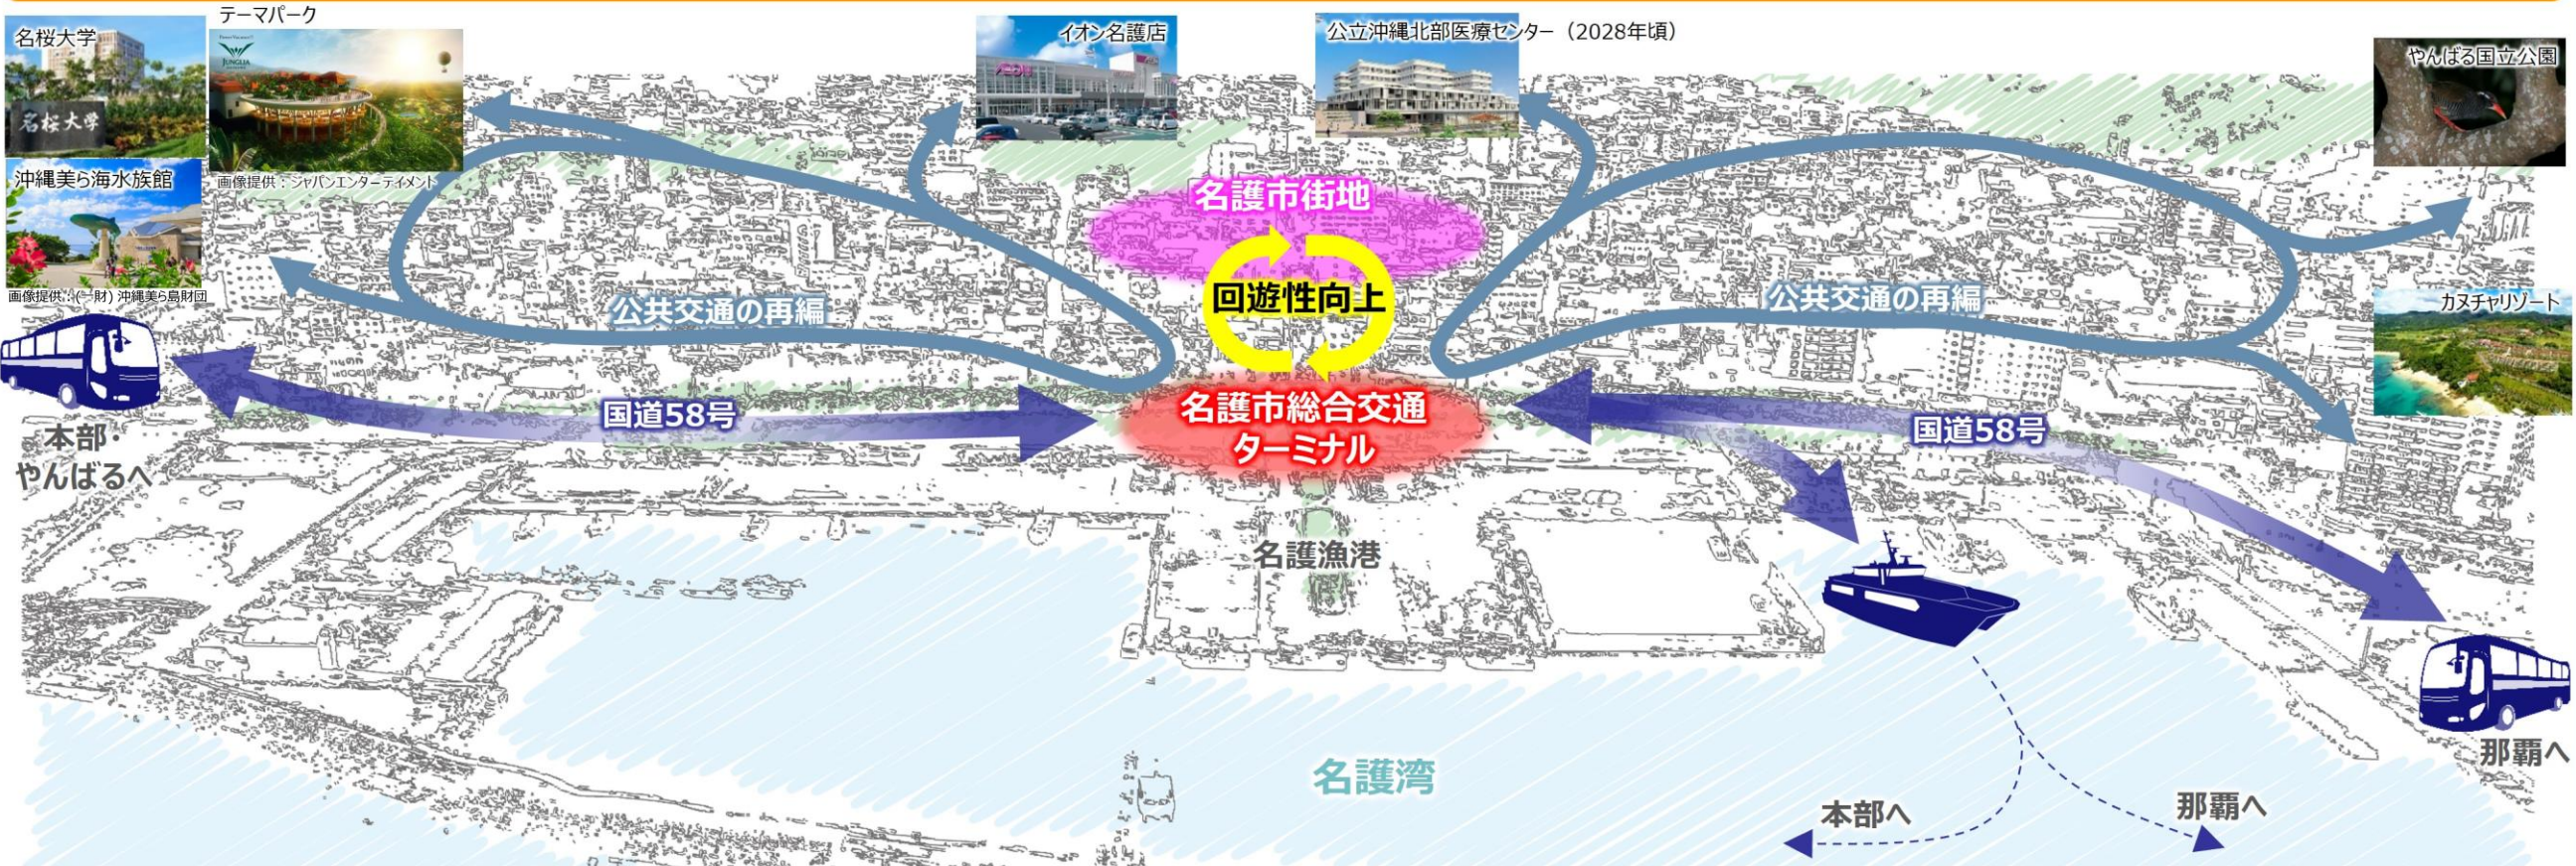 テーマパーク
名桜大学
名桜大学
JUNGLIA
イオン名護店
公立沖縄北部医療センター（2028年頃）
やんばる国立公園
沖縄美ら海水族館
画像提供：ジャパンエンターテイメント
名護市街地
画像提供：(一財) 沖縄美ら島財団
公共交通の再編
回遊性向上
公共交通の再編
カヌチャリゾート
国道58号
名護市総合交通
ターミナル
国道58号
本部・
やんばるへ
名護漁港
名護湾
那覇へ
本部へ
那覇へ